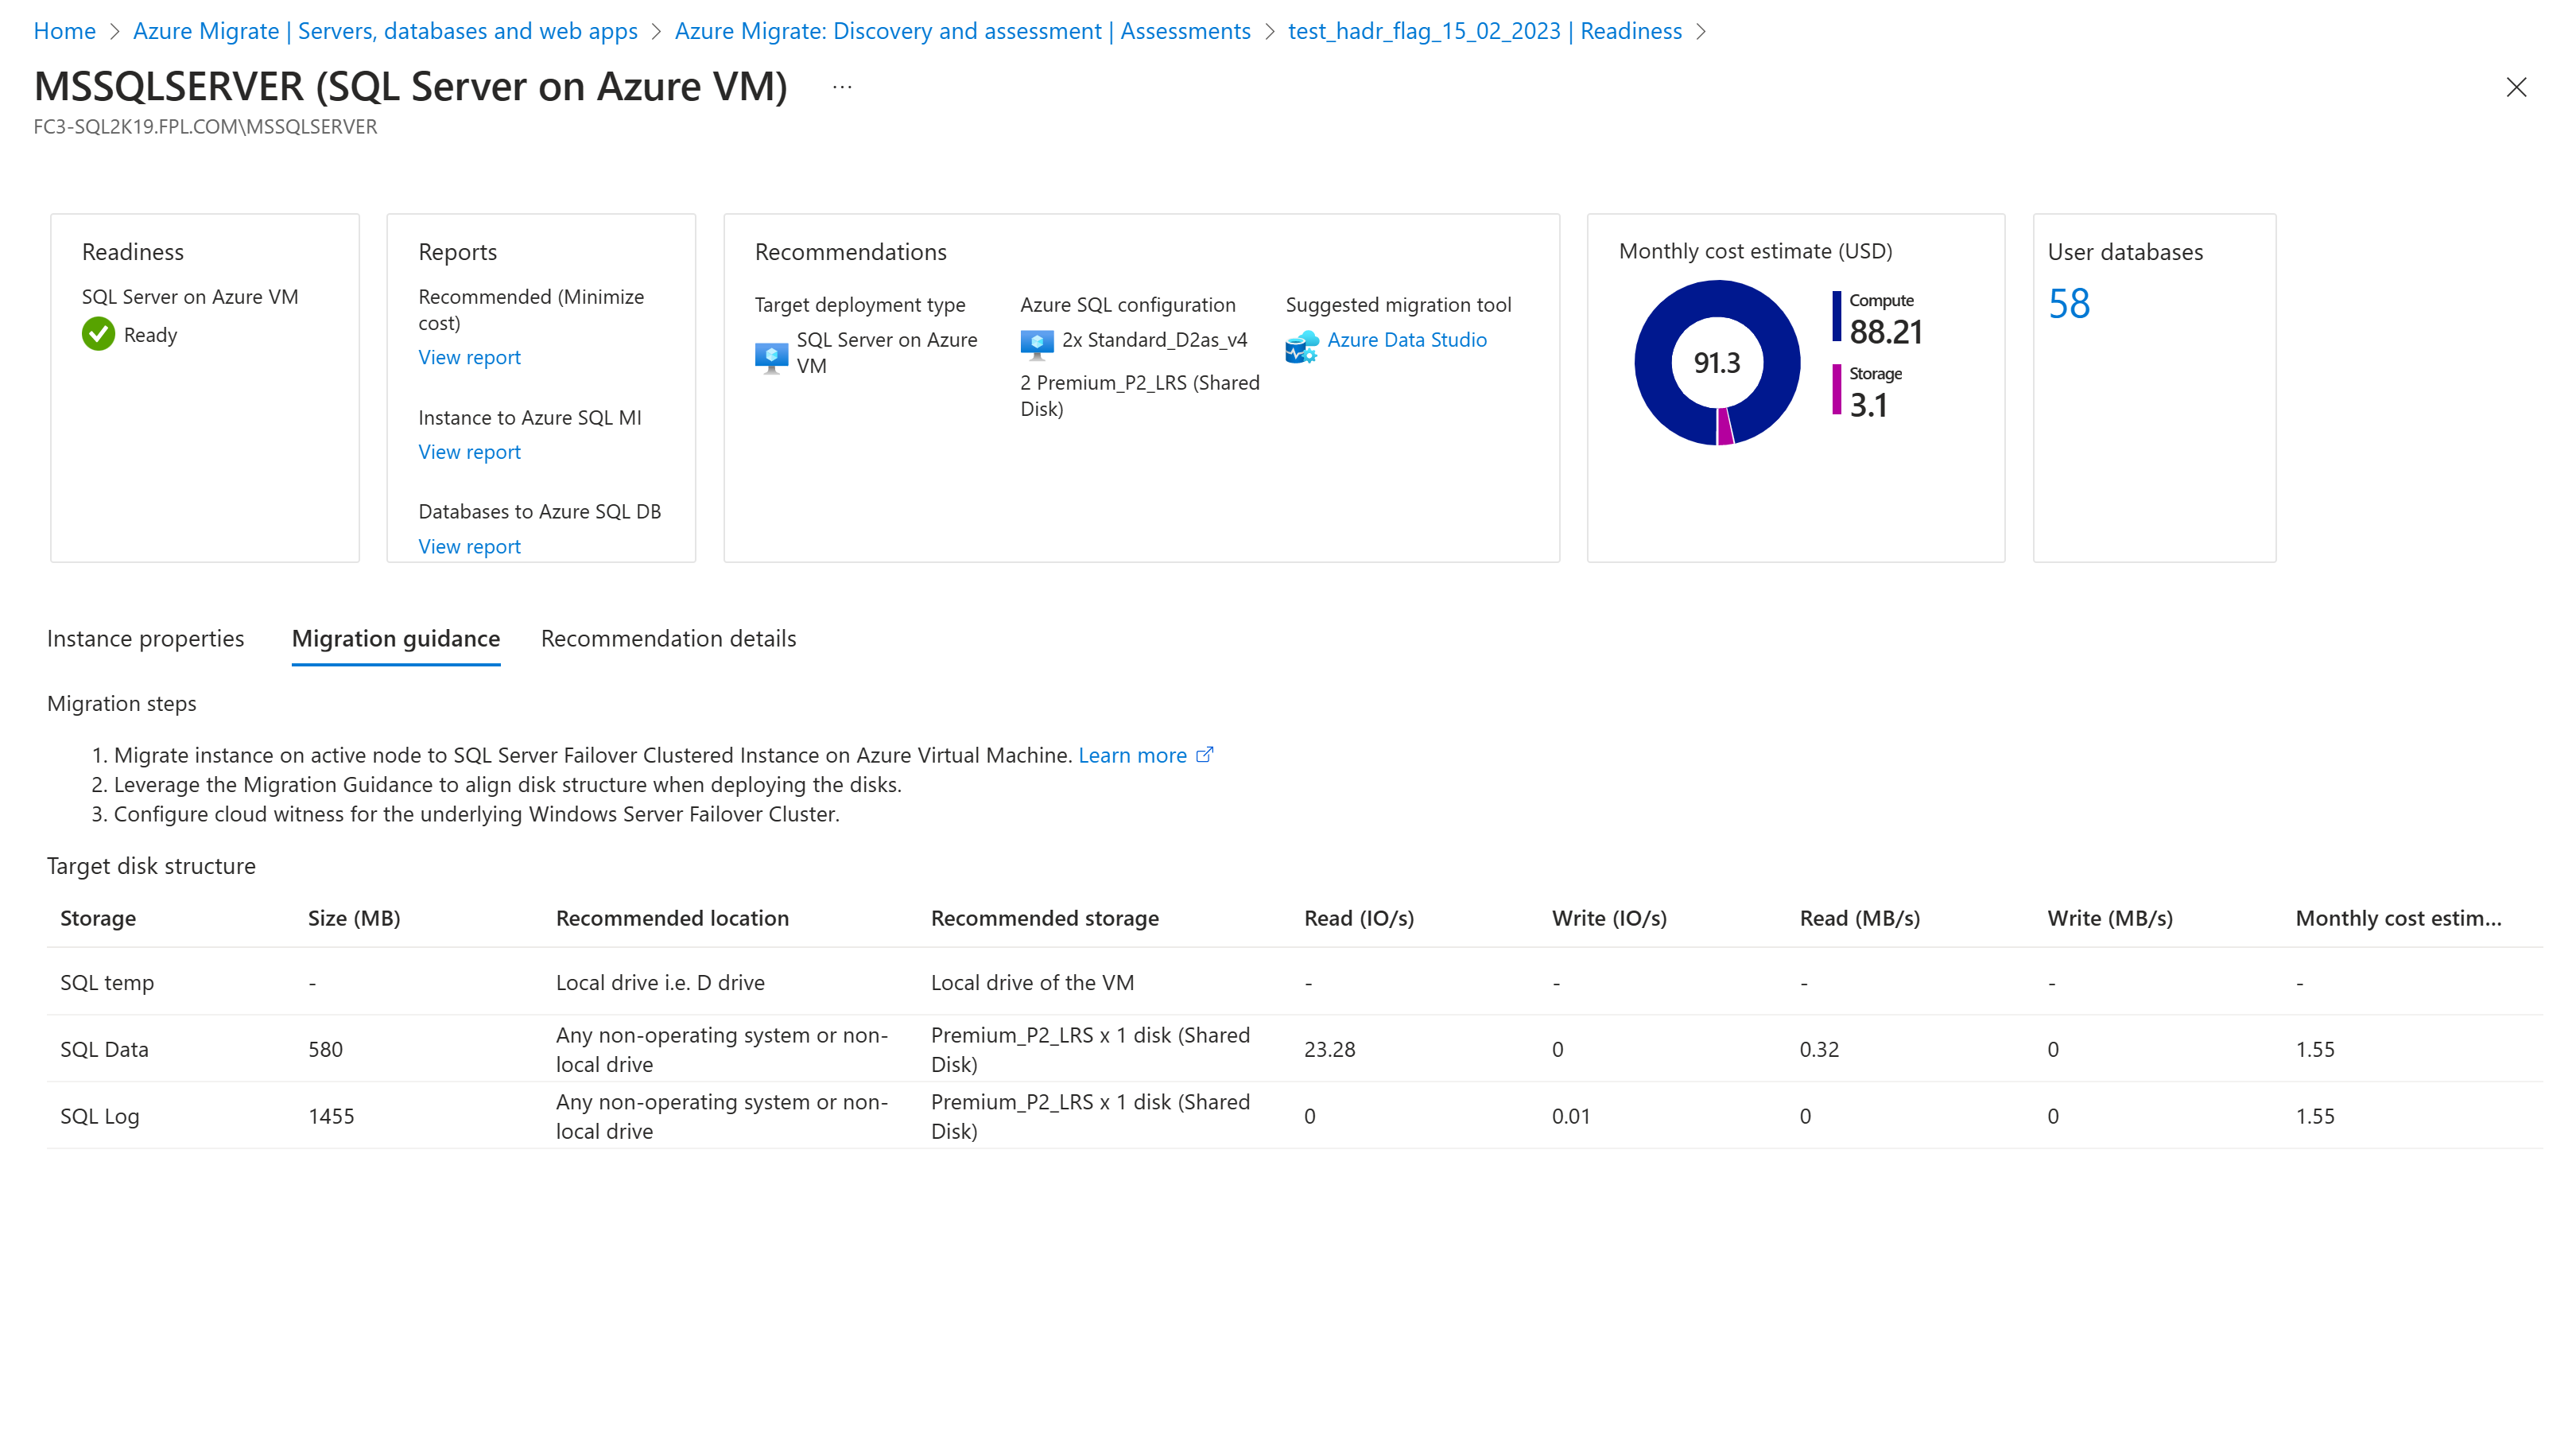 Home > Azure Migrate | Servers, databases and web apps > Azure Migrate: Discovery and assessment | Assessments > test_hadr_flag_15_02_2023 | Readiness >
MSSQLSERVER (SQL Server on Azure VM) ...
FC3-SQL2K19.FPL.COM\MSSQLSERVER
Readiness
SQL Server on Azure VM
Ready
Reports
Recommended (Minimize
cost)
View report
Instance to Azure SQL MI
View report
Databases to Azure SQL DB
View report
Recommendations
Target deployment type
SQL Server on Azure
VM
Azure SQL configuration
2x Standard_D2as_v4
2 Premium_P2_LRS (Shared
Disk)
Suggested migration tool
Azure Data Studio
Monthly cost estimate (USD)
91.3
Compute
88.21
Storage
3.1
User databases
58
Instance properties Migration guidance Recommendation details
Migration steps
1. Migrate instance on active node to SQL Server Failover Clustered Instance on Azure Virtual Machine. Learn more
2. Leverage the Migration Guidance to align disk structure when deploying the disks.
3. Configure cloud witness for the underlying Windows Server Failover Cluster.
Target disk structure
Storage Size (MB) Recommended location Recommended storage Read (IO/s) Write (IO/s) Read (MB/s) Write (MB/s) Monthly cost estim...
SQL temp - Local drive i.e. D drive Local drive of the VM - - - - -
SQL Data 580 Any non-operating system or non-
local drive Premium_P2_LRS x 1 disk (Shared
Disk) 23.28 0 0.32 0 1.55
SQL Log 1455 Any non-operating system or non-
local drive Premium_P2_LRS x 1 disk (Shared
Disk) 0 0.01 0 0 1.55